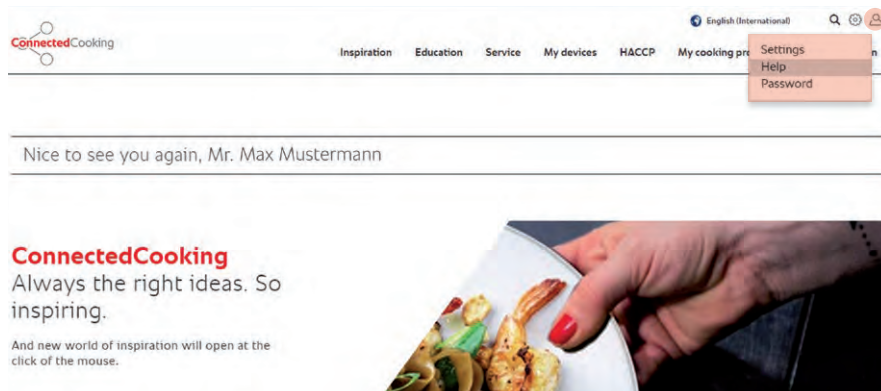 English (International)
ConnectedCooking
Inspiration Education Service My devices HACCP My cooking
Settings
Help
Password
Nice to see you again, Mr. Max Mustermann
ConnectedCooking
Always the right ideas. So
inspiring.
And new world of inspiration will open at the
click of the mouse.